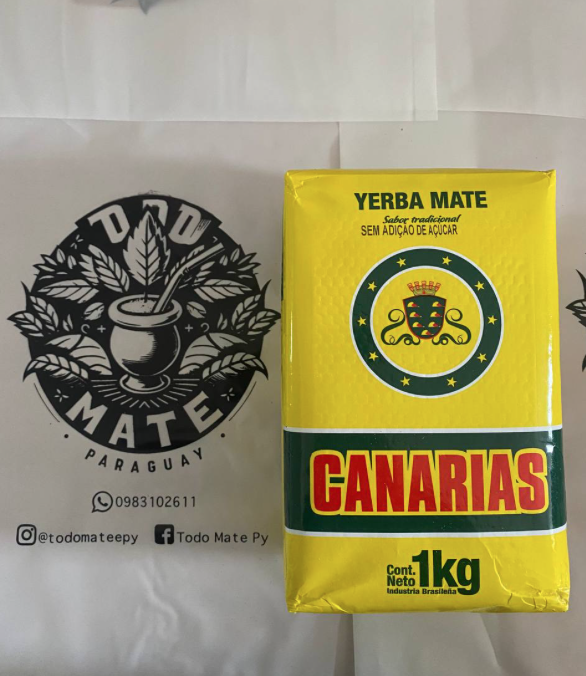 TODO
MATE
PARAGUAY
0983102611
@todomateepy
Todo Mate Py
YERBA MATE
Sabor tradicional
SEM ADIÇÃO DE AÇUCAR
CANARIAS
Cont.
Neto
1kg
Industria Brasileña